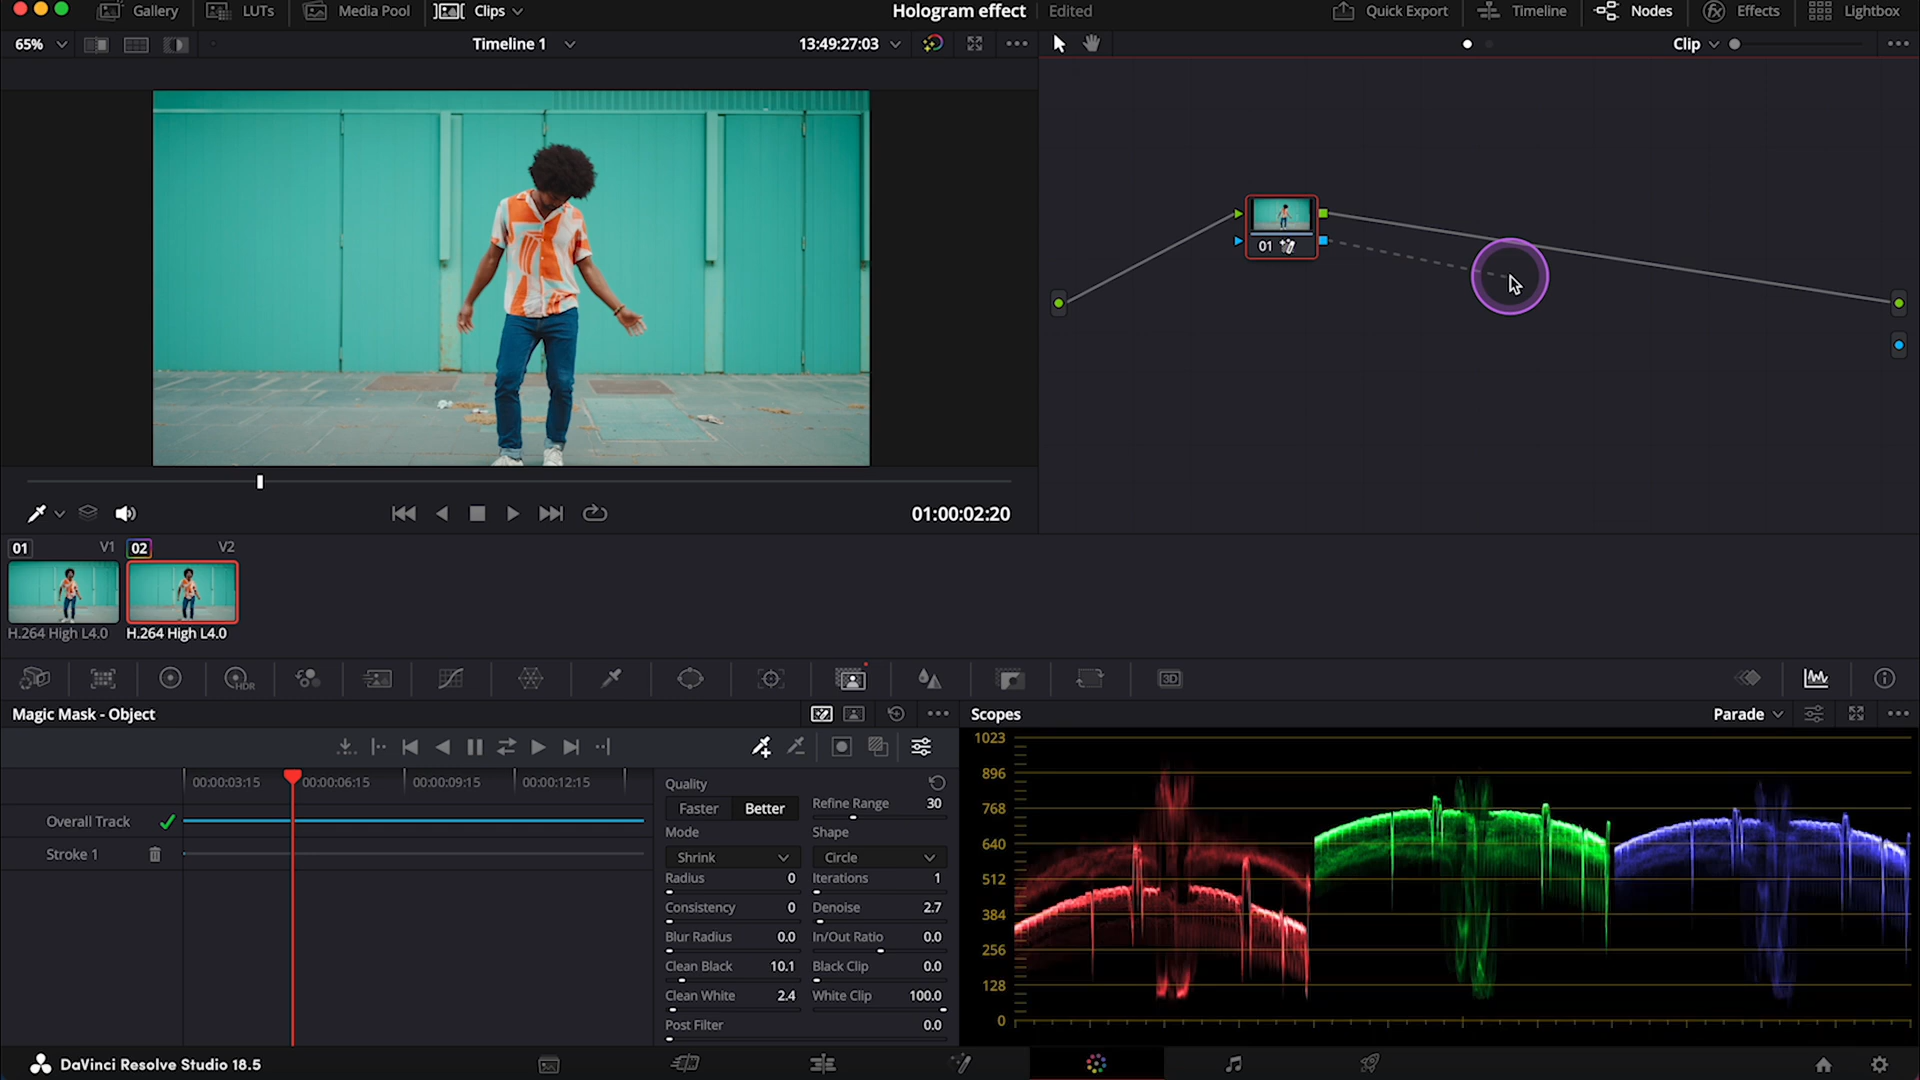 Gallery LUTs Media Pool Clips Hologram effect Edited Quick Export Timeline Nodes Effects Lightbox
65% Timeline 1 13:49:27:03 Clip
01
01:00:02:20
01 V1 02 V2
H.264 High L4.0 H.264 High L4.0
HDR 3D
Magic Mask - Object Scopes Parade
00:00:03:15 00:00:06:15 00:00:09:15 00:00:12:15
Overall Track
Stroke 1
Quality
Faster Better Refine Range 30
Mode Shape
Shrink Circle
Radius 0 Iterations 1
Consistency 0 Denoise 2.7
Blur Radius 0.0 In/Out Ratio 0.0
Clean Black 10.1 Black Clip 0.0
Clean White 2.4 White Clip 100.0
Post Filter 0.0
1023
896
768
640
512
384
256
128
0
DaVinci Resolve Studio 18.5